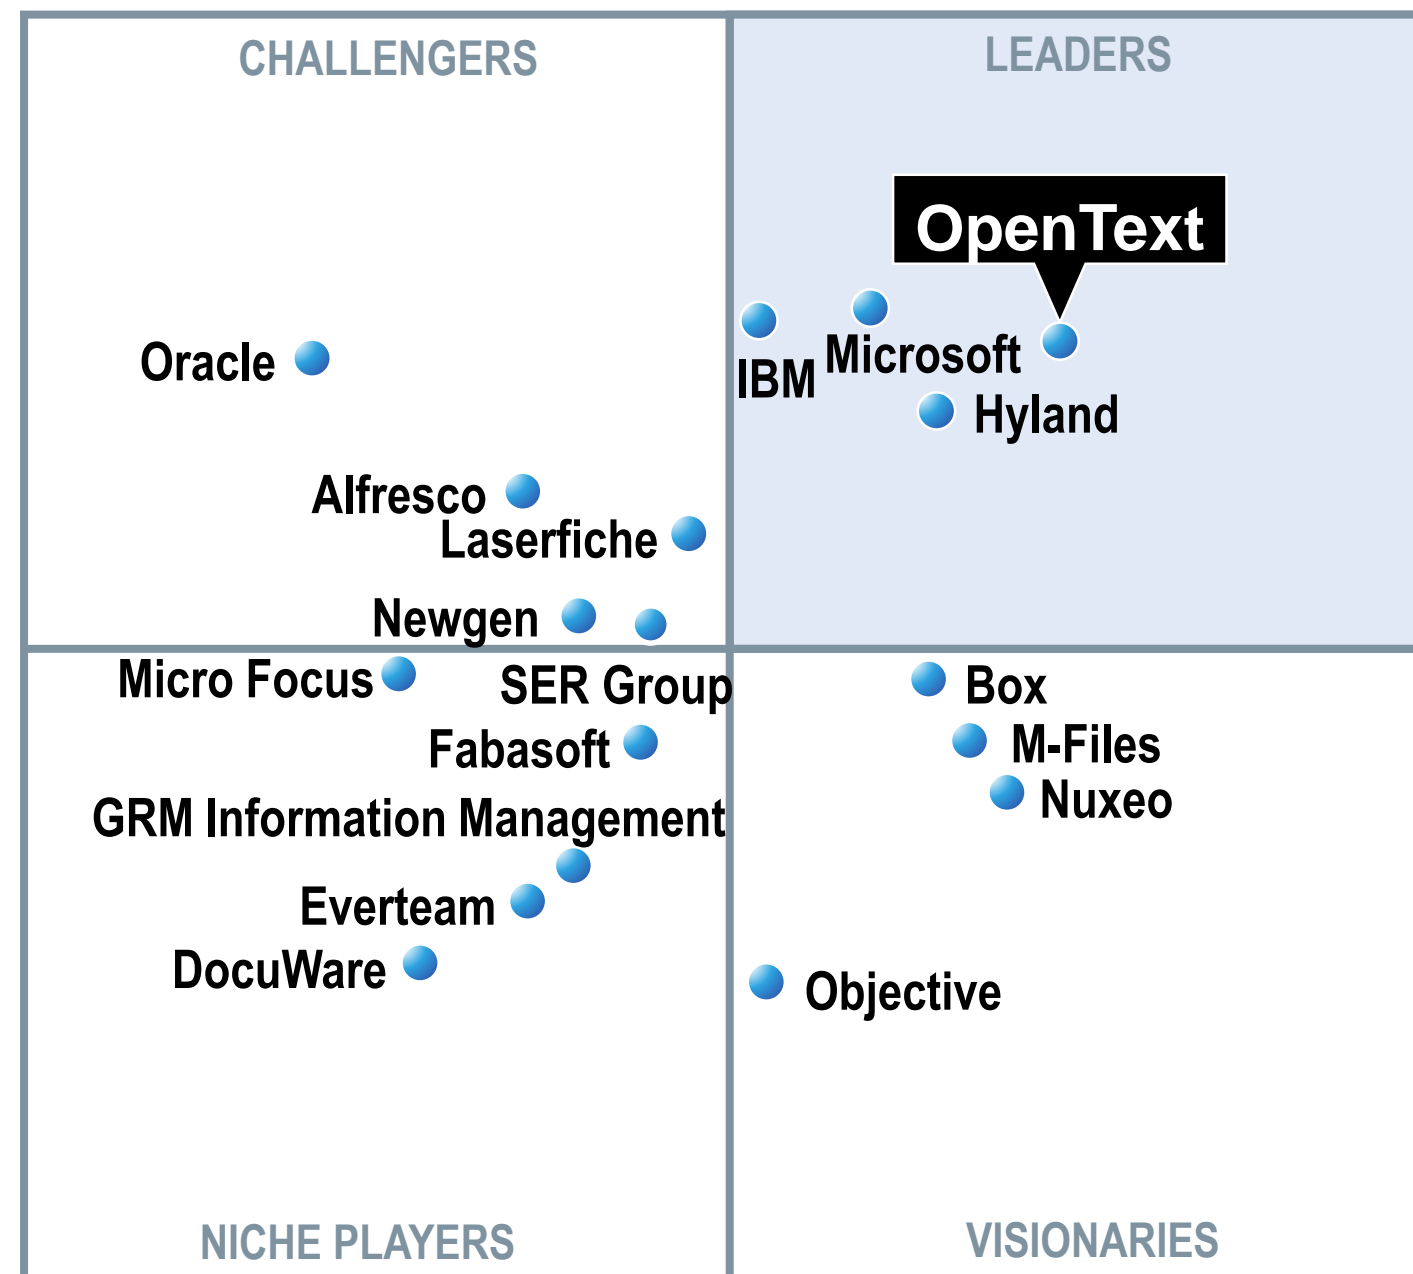 CHALLENGERS
LEADERS
OpenText
Oracle
IBM
Microsoft
Hyland
Alfresco
Laserfiche
Newgen
SER Group
Micro Focus
Fabasoft
GRM Information Management
Everteam
DocuWare
Box
M-Files
Nuxeo
Objective
NICHE PLAYERS
VISIONARIES